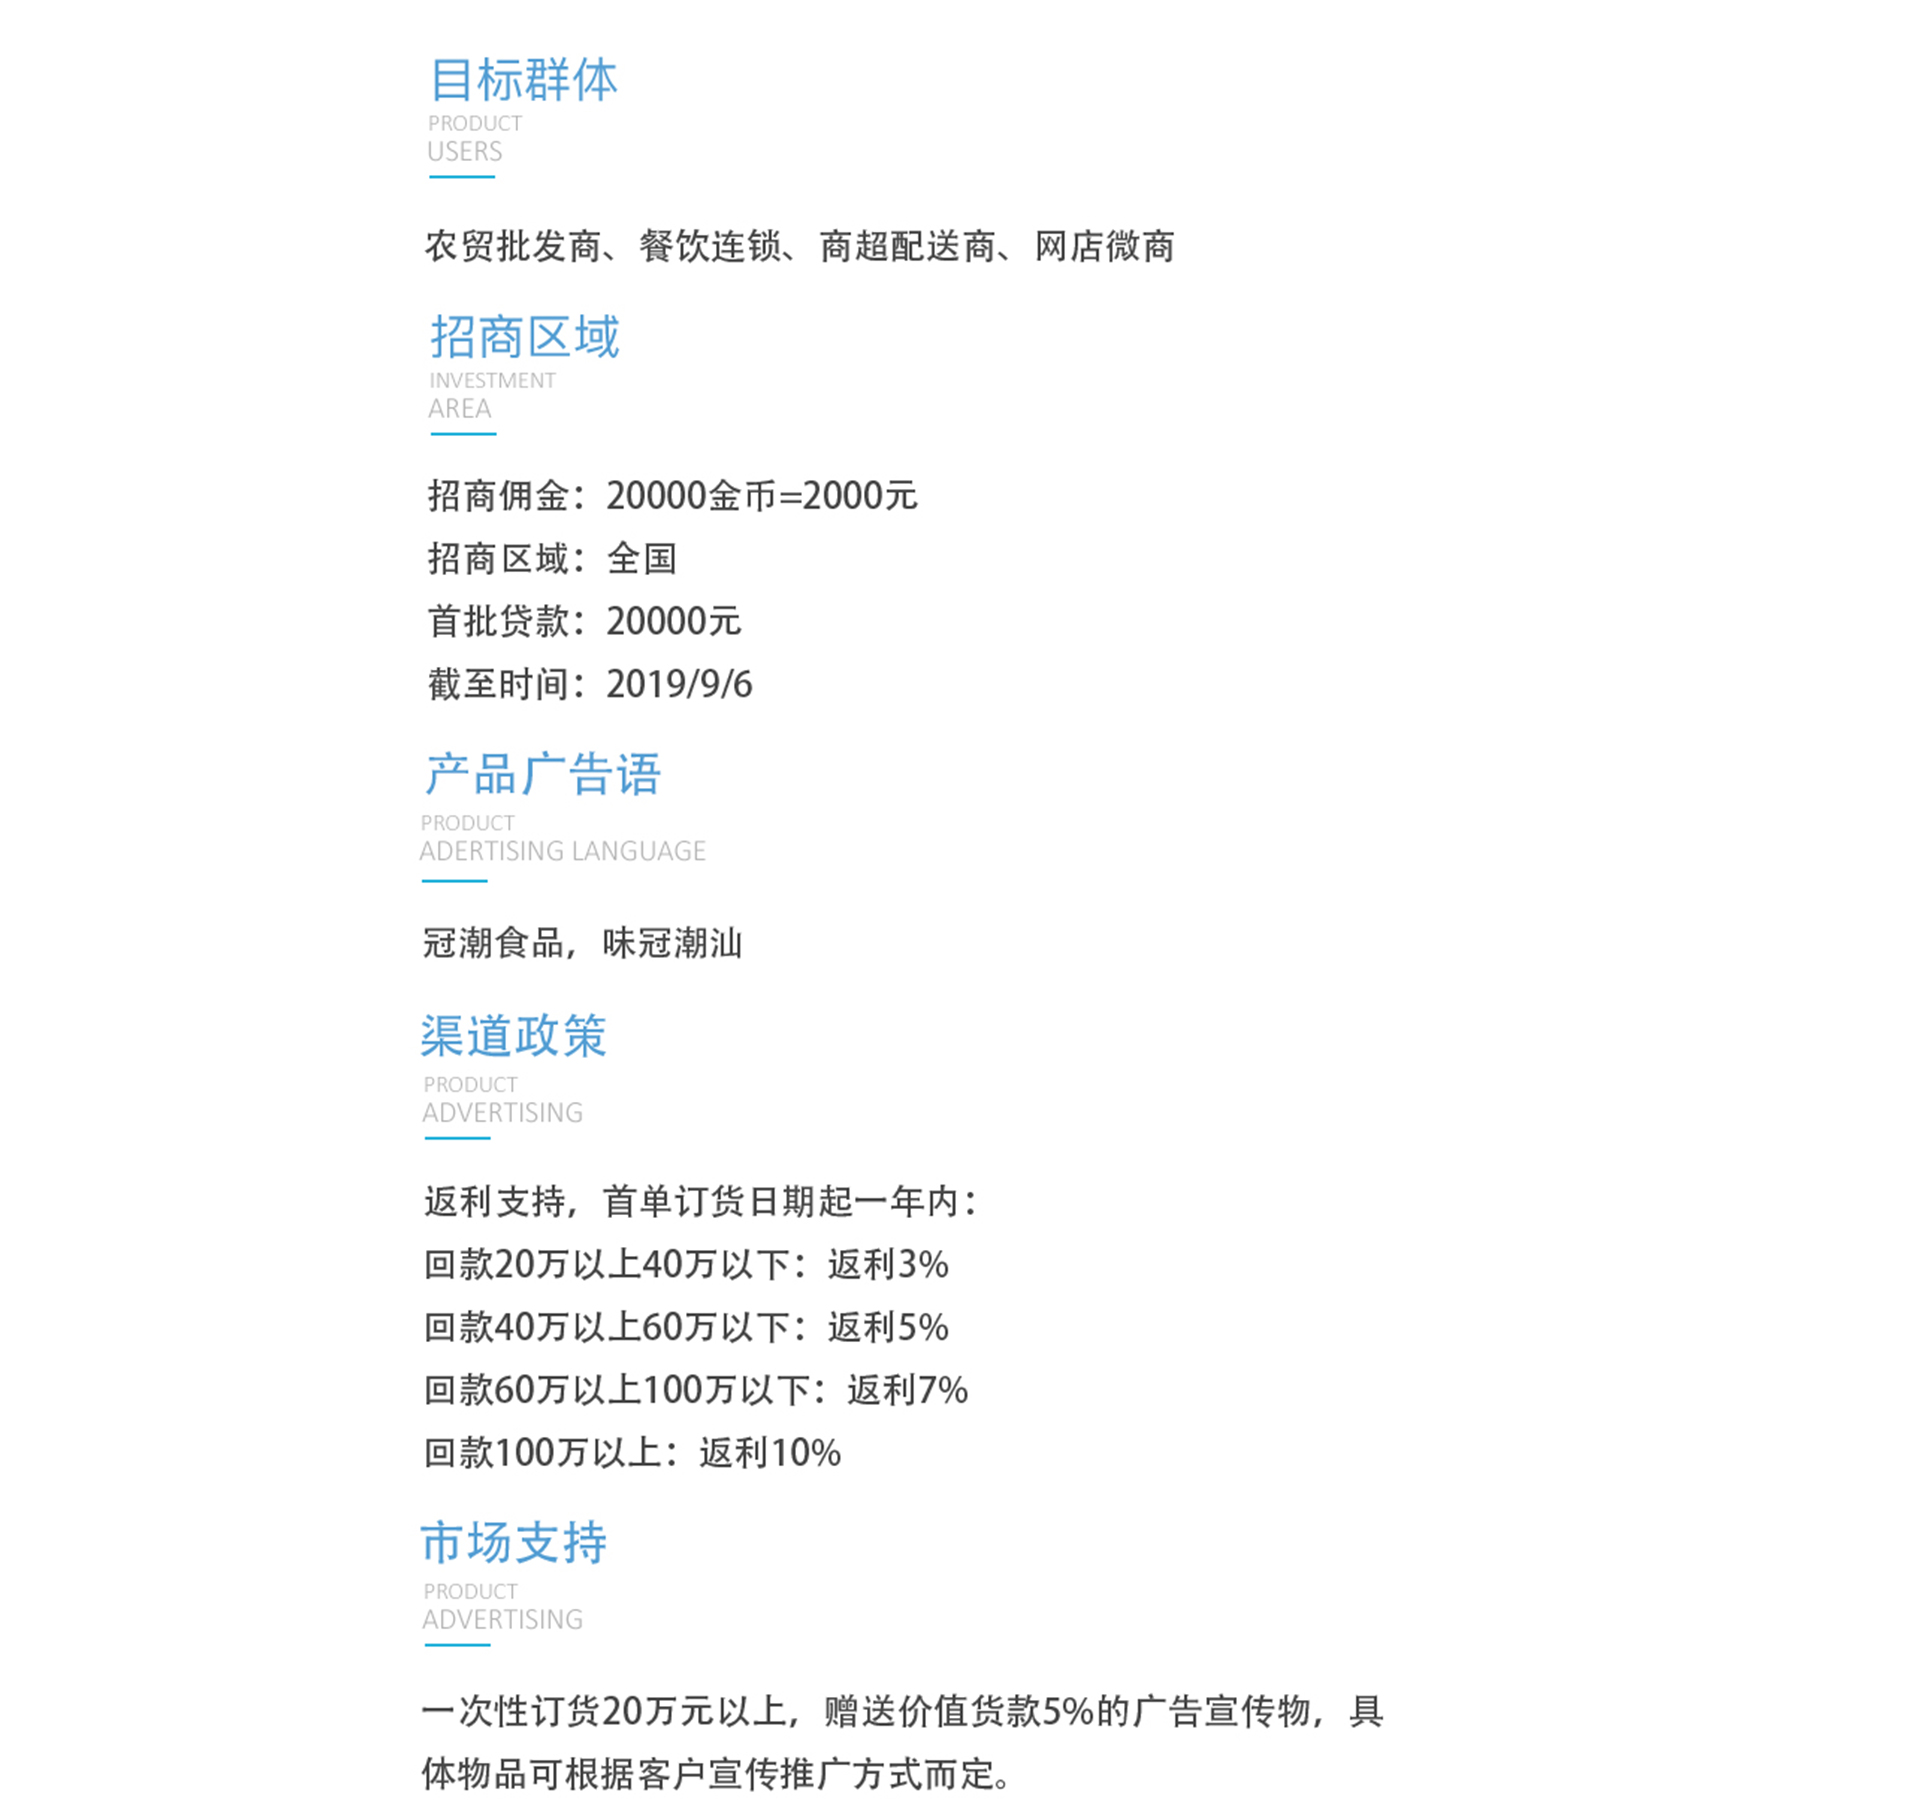 目标群体
PRODUCT
USERS
农贸批发商、餐饮连锁、商超配送商、网店微商
招商区域
INVESTMENT
AREA
招商佣金：20000金币=2000元
招商区域：全国
首批贷款：20000元
截至时间：2019/9/6
产品广告语
PRODUCT
ADERTISING LANGUAGE
冠潮食品，味冠潮汕
渠道政策
PRODUCT
ADVERTISING
返利支持，首单订货日期起一年内：
回款20万以上40万以下：返利3%
回款40万以上60万以下：返利5%
回款60万以上100万以下：返利7%
回款100万以上：返利10%
市场支持
PRODUCT
ADVERTISING
一次性订货20万元以上，赠送价值货款5%的广告宣传物，具
体物品可根据客户宣传推广方式而定。